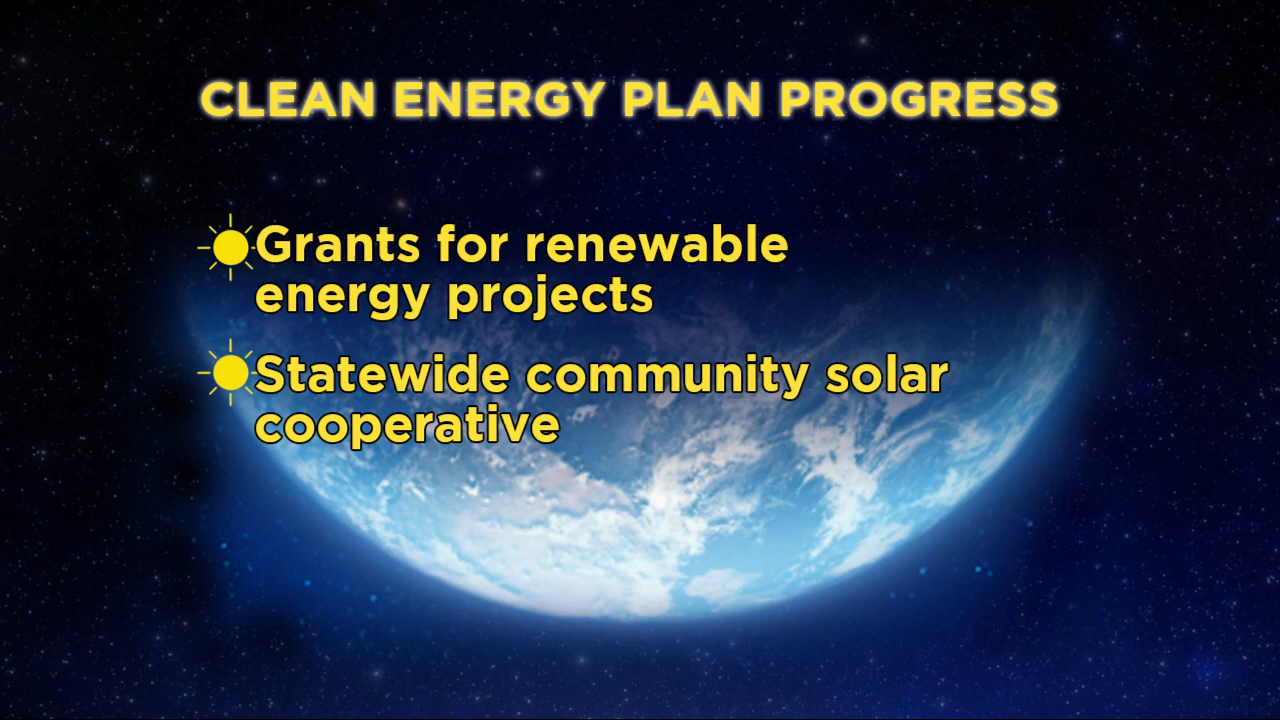 CLEAN ENERGY PLAN PROGRESS
Grants for renewable
energy projects
Statewide community solar
cooperative